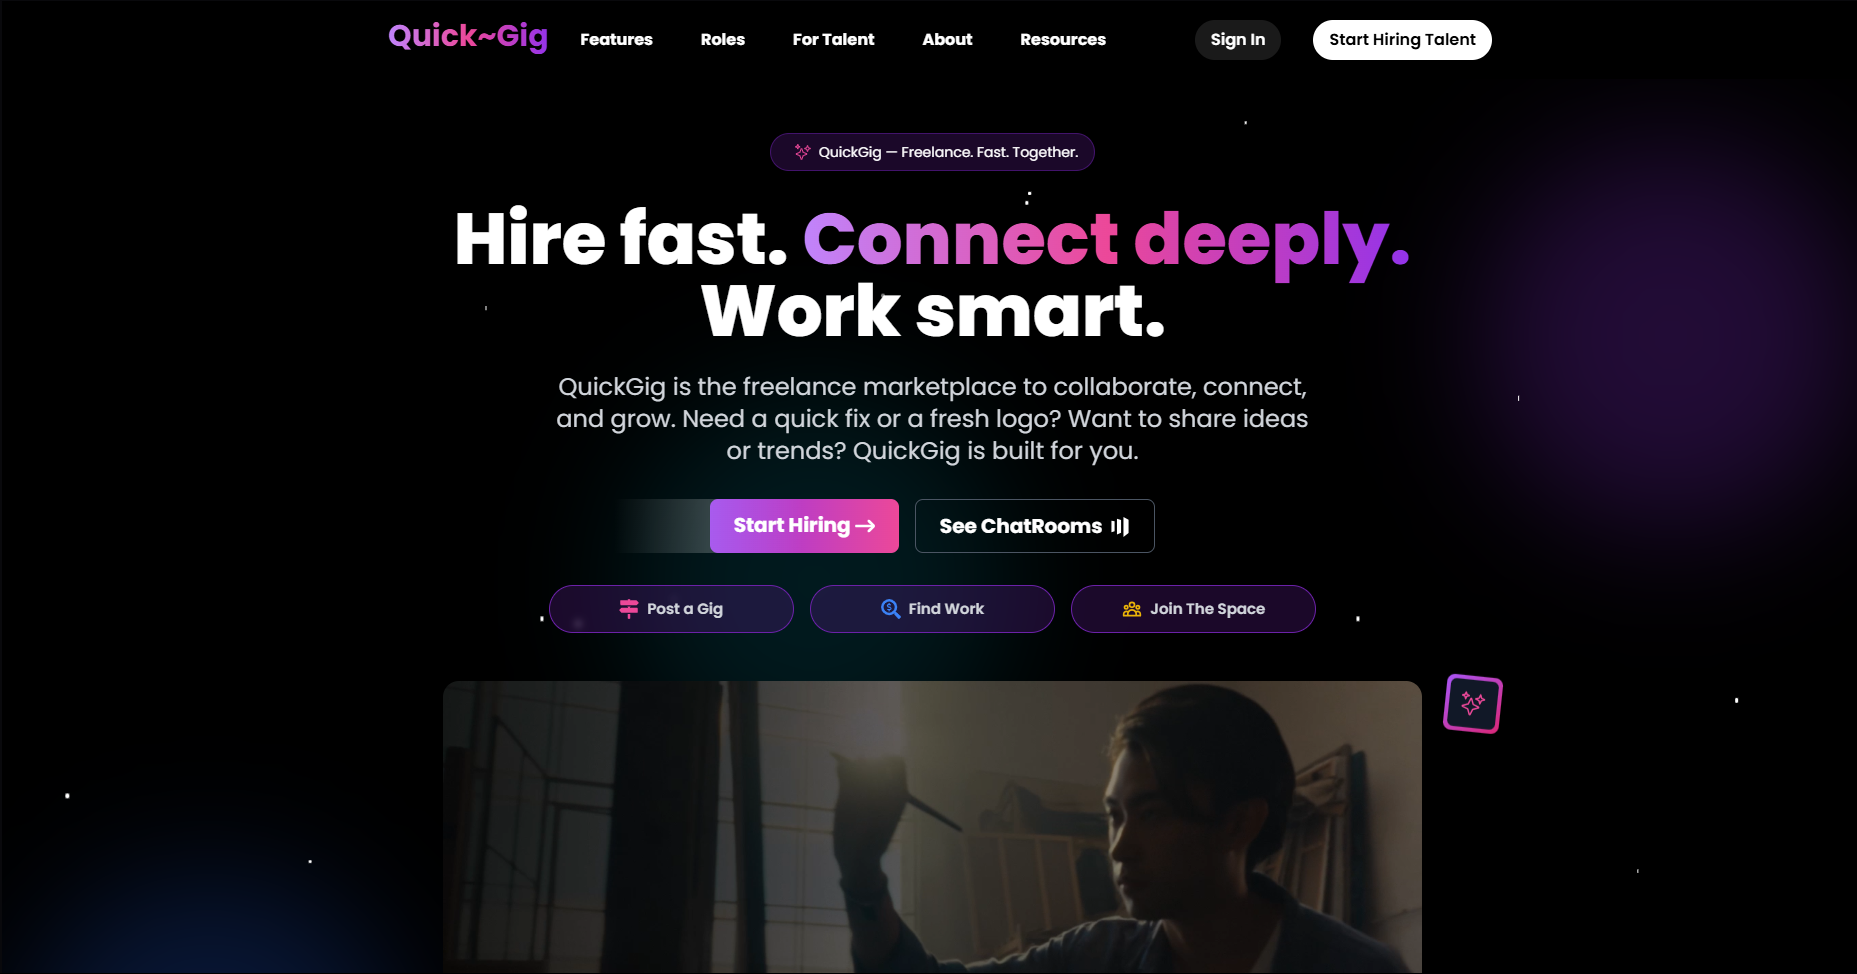 Quick~Gig
Features
Roles
For Talent
About
Resources
Sign In
Start Hiring Talent
QuickGig — Freelance. Fast. Together.
Hire fast. Connect deeply.
Work smart.
QuickGig is the freelance marketplace to collaborate, connect,
and grow. Need a quick fix or a fresh logo? Want to share ideas
or trends? QuickGig is built for you.
Start Hiring
See ChatRooms
Post a Gig
Find Work
Join The Space